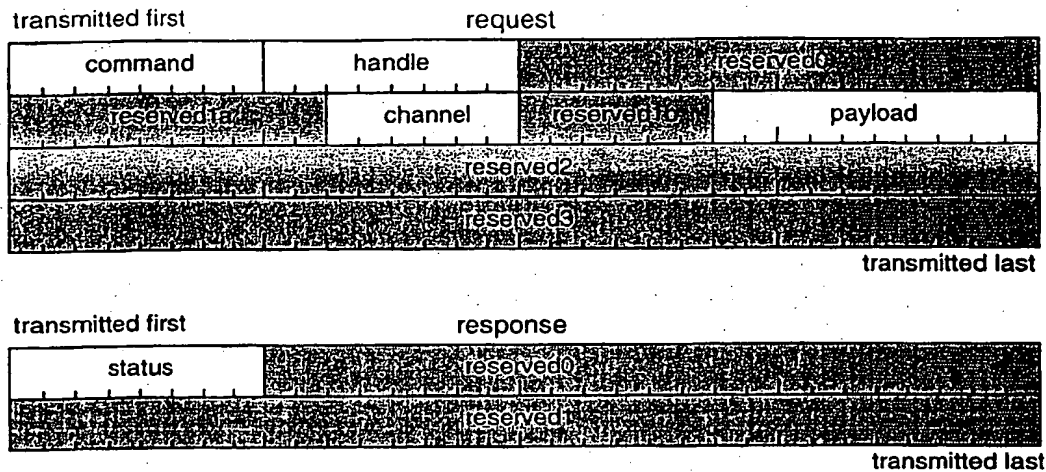 transmitted first request
command handle reserved0
reserved1a channel reserved1b payload
reserved2
reserved3
transmitted last
transmitted first response
status reserved0
reserved1
transmitted last